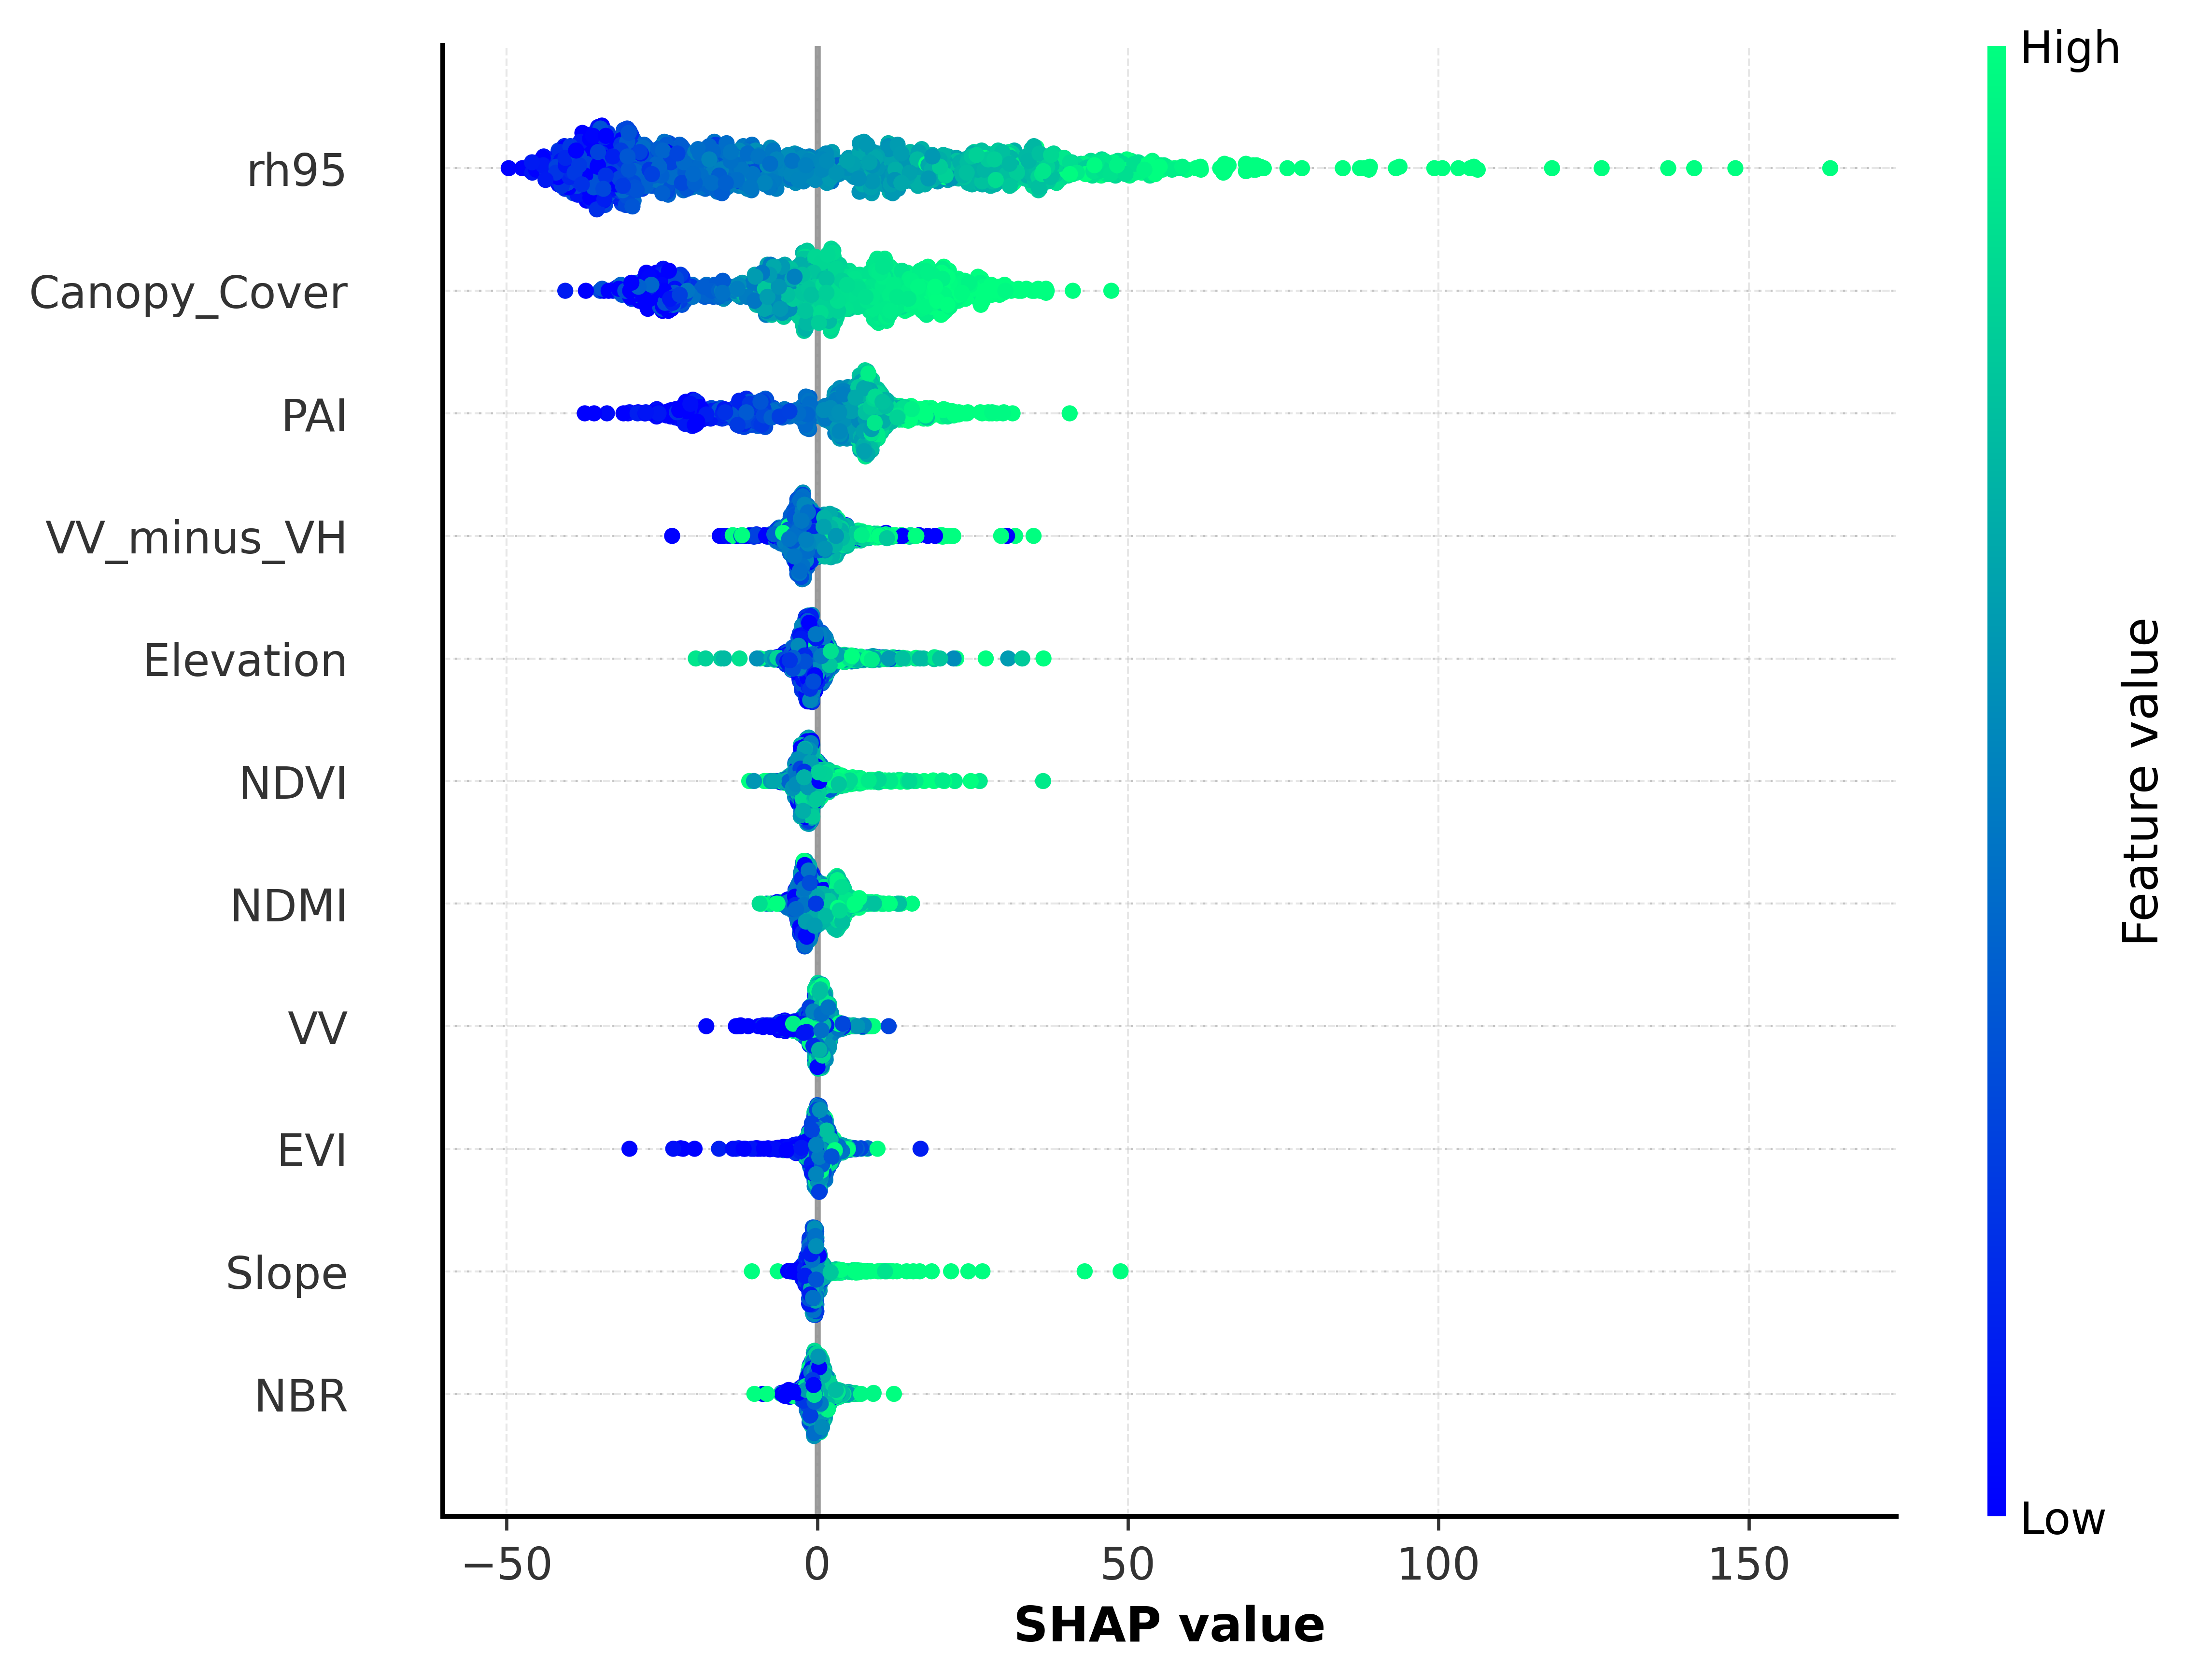 High
rh95
Canopy_Cover
PAI
VV_minus_VH
Elevation
NDVI
NDMI
VV
EVI
Slope
NBR
Feature value
Low
−50 0 50 100 150
SHAP value